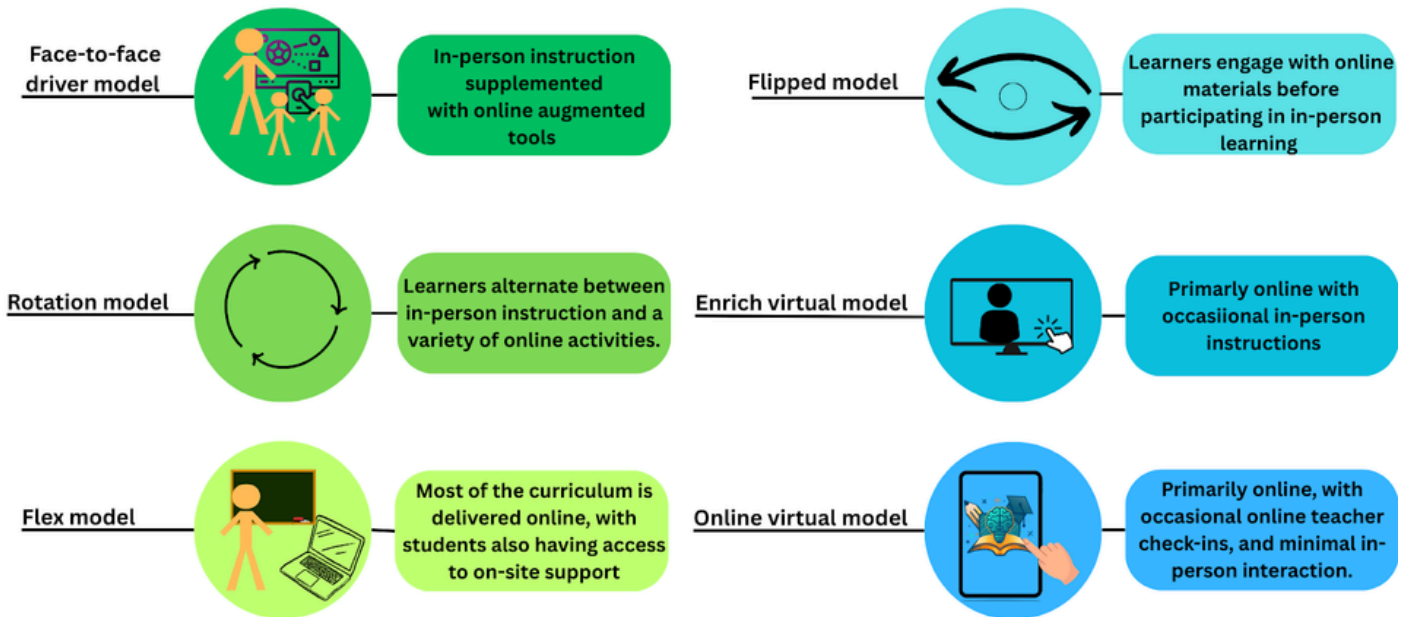 Face-to-face
driver model
In-person instruction
supplemented
with online augmented
tools
Rotation model
Learners alternate between
in-person instruction and a
variety of online activities.
Flex model
Most of the curriculum is
delivered online, with
students also having access
to on-site support
Flipped model
Learners engage with online
materials before
participating in in-person
learning
Enrich virtual model
Primarly online with
occasiional in-person
instructions
Online virtual model
Primarily online, with
occasional online teacher
check-ins, and minimal in-
person interaction.